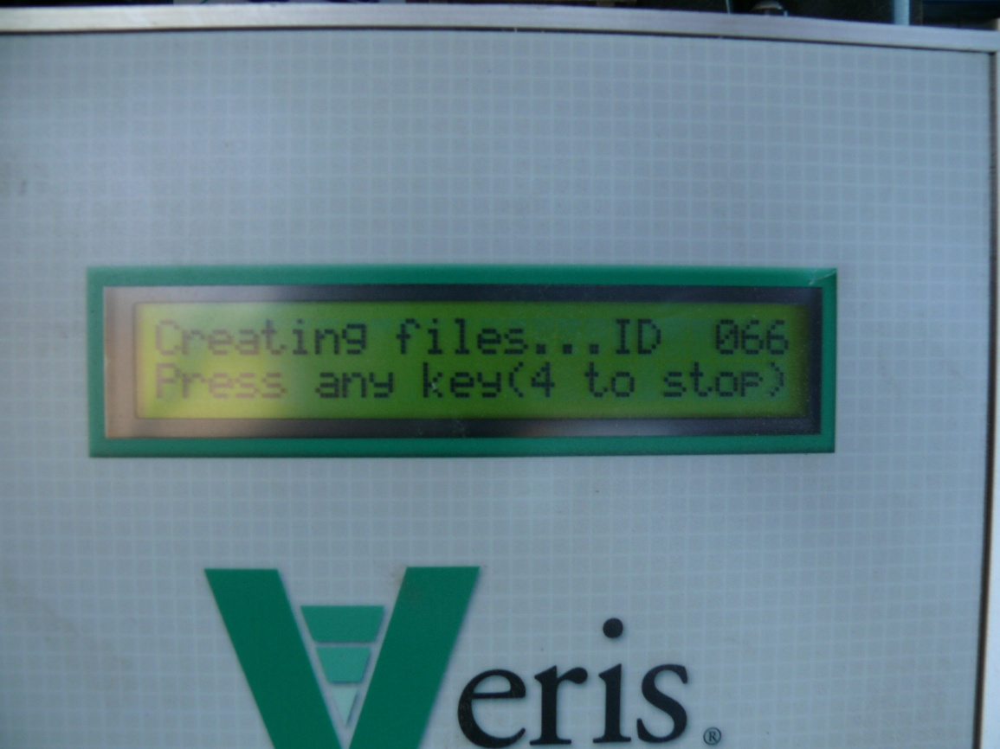 Creating files...ID 066
Press any key(4 to stop)
Veris®